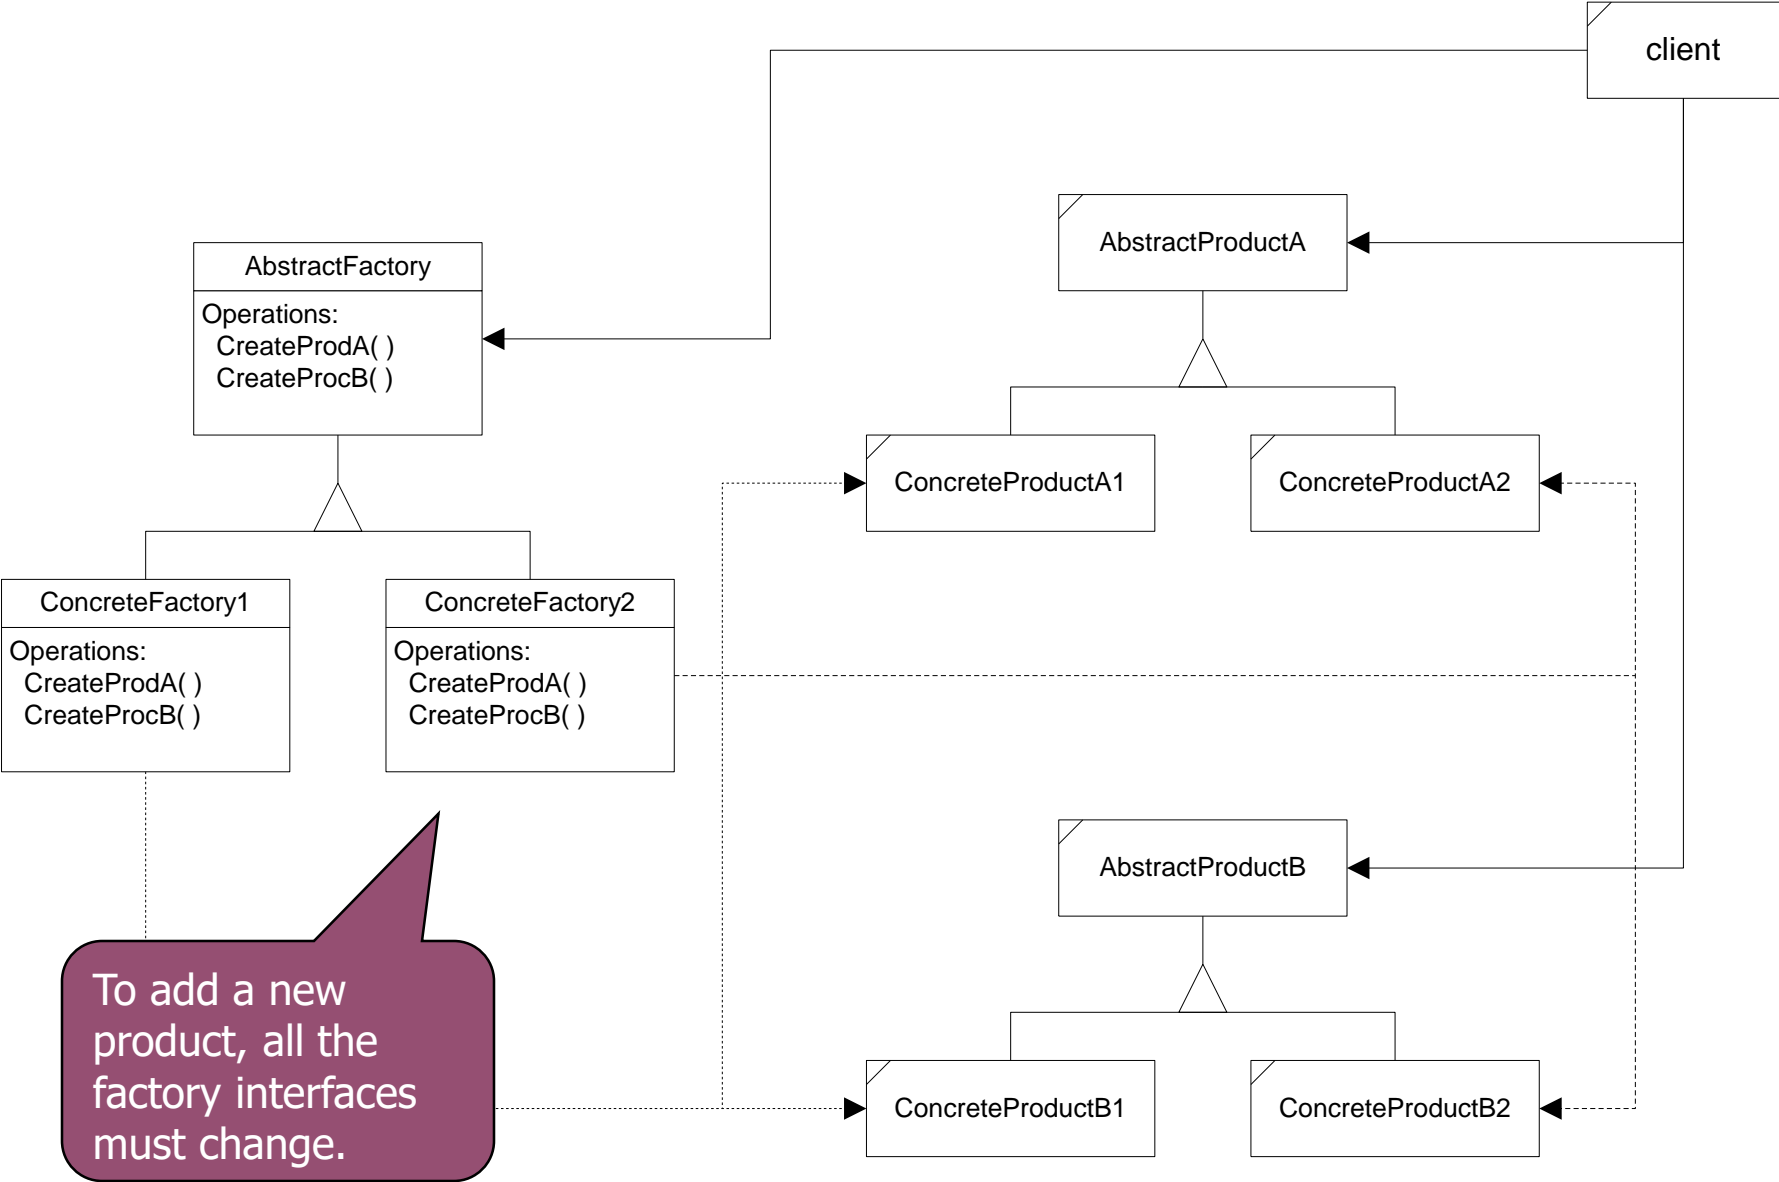 client
AbstractProductA
AbstractFactory
Operations:
CreateProdA( )
CreateProcB( )
ConcreteProductA1
ConcreteProductA2
ConcreteFactory1
Operations:
CreateProdA( )
CreateProcB( )
ConcreteFactory2
Operations:
CreateProdA( )
CreateProcB( )
AbstractProductB
To add a new
product, all the
factory interfaces
must change.
ConcreteProductB1
ConcreteProductB2